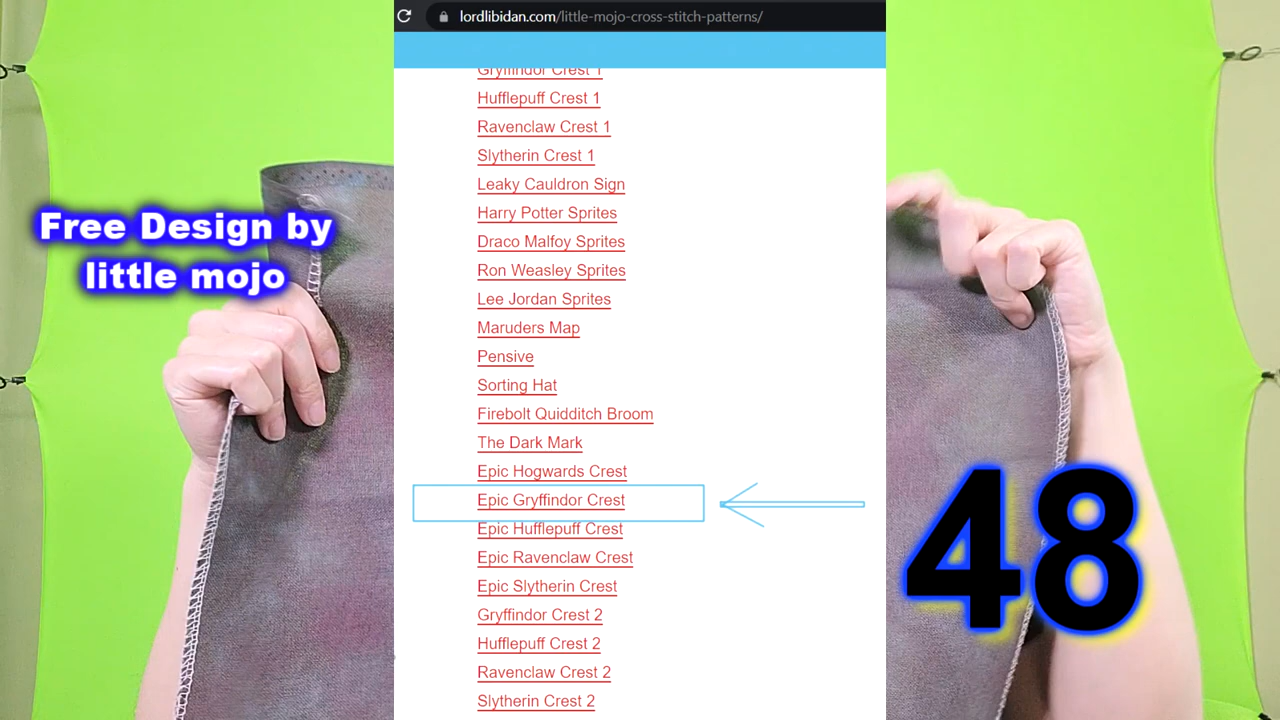 lordlibidan.com/little-mojo-cross-stitch-patterns/
Gryffindor Crest 1
Hufflepuff Crest 1
Ravenclaw Crest 1
Slytherin Crest 1
Leaky Cauldron Sign
Harry Potter Sprites
Draco Malfoy Sprites
Ron Weasley Sprites
Lee Jordan Sprites
Maruders Map
Pensive
Sorting Hat
Firebolt Quidditch Broom
The Dark Mark
Epic Hogwards Crest
Epic Gryffindor Crest
Epic Hufflepuff Crest
Epic Ravenclaw Crest
Epic Slytherin Crest
Gryffindor Crest 2
Hufflepuff Crest 2
Ravenclaw Crest 2
Slytherin Crest 2
Free Design by
little mojo
48